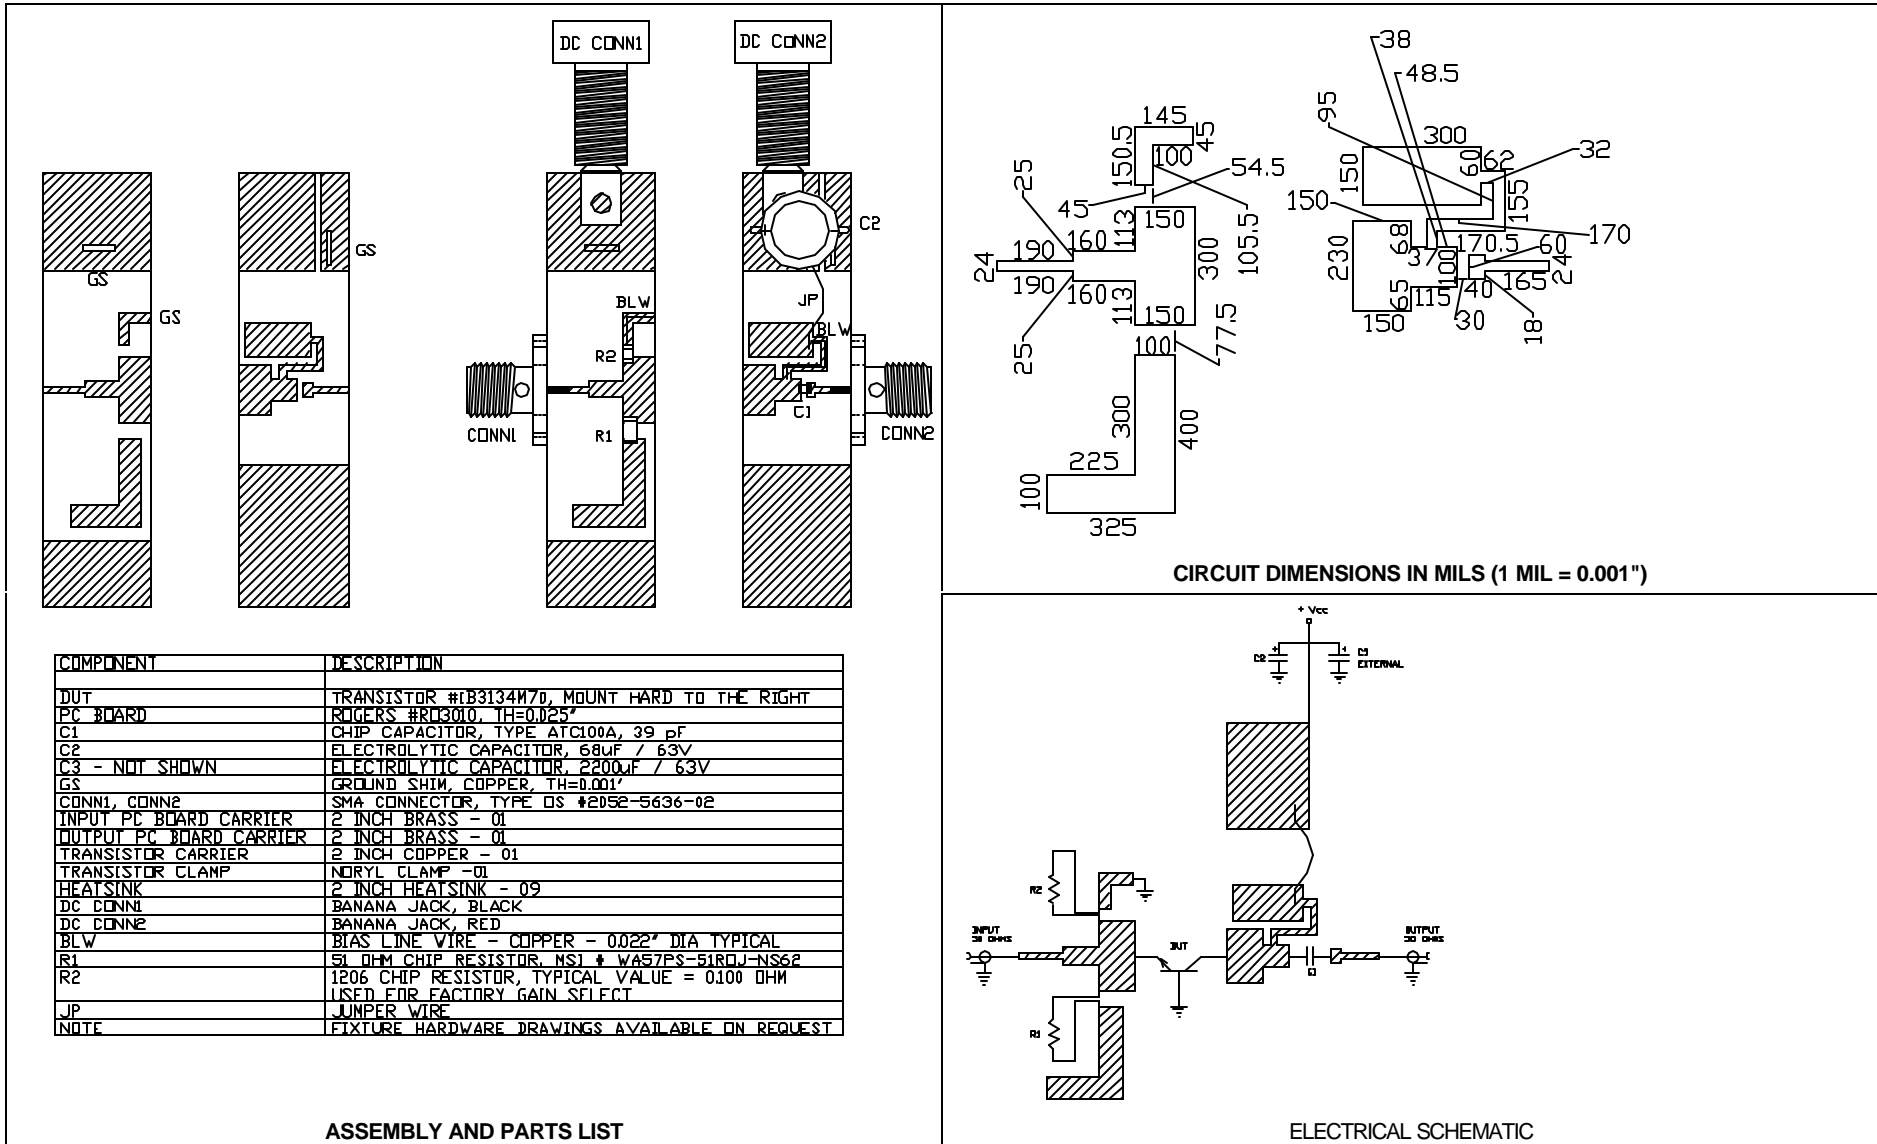 DC CONN1
DC CONN2
C2
GS
GS
GS
BLW
JP
BLW
R2
C1
CONN1
R1
CONN2
COMPONENT DESCRIPTION
DUT TRANSISTOR #IB3134M70, MOUNT HARD TO THE RIGHT
PC BOARD ROGERS #RO3010, TH=0.025"
C1 CHIP CAPACITOR, TYPE ATC100A, 39 pF
C2 ELECTROLYTIC CAPACITOR, 68uF / 63V
C3 - NOT SHOWN ELECTROLYTIC CAPACITOR, 2200uF / 63V
GS GROUND SHIM, COPPER, TH=0.001'
CONN1, CONN2 SMA CONNECTOR, TYPE OS #2052-5636-02
INPUT PC BOARD CARRIER 2 INCH BRASS - 01
OUTPUT PC BOARD CARRIER 2 INCH BRASS - 01
TRANSISTOR CARRIER 2 INCH COPPER - 01
TRANSISTOR CLAMP NORYL CLAMP -01
HEATSINK 2 INCH HEATSINK - 09
DC CONN1 BANANA JACK, BLACK
DC CONN2 BANANA JACK, RED
BLW BIAS LINE WIRE - COPPER - 0.022" DIA TYPICAL
R1 51 OHM CHIP RESISTOR, MSI # WA57PS-51ROJ-NS62
R2 1206 CHIP RESISTOR, TYPICAL VALUE = 0.100 OHM
USED FOR FACTORY GAIN SELECT
JP JUMPER WIRE
NOTE FIXTURE HARDWARE DRAWINGS AVAILABLE ON REQUEST
ASSEMBLY AND PARTS LIST
145
45
150.5
100
54.5
25
45
113
150
105.5
190
160
24
300
190
160
113
150
25
100
77.5
300
400
225
100
325
38
48.5
95
300
60
62
32
150
155
150
68
170
37
170.5
60
230
100
24
65
115
40
165
150
30
18
CIRCUIT DIMENSIONS IN MILS (1 MIL = 0.001")
+ Vcc
C2
C3
EXTERNAL
R2
INPUT
OUTPUT
DUT
C1
R1
ELECTRICAL SCHEMATIC